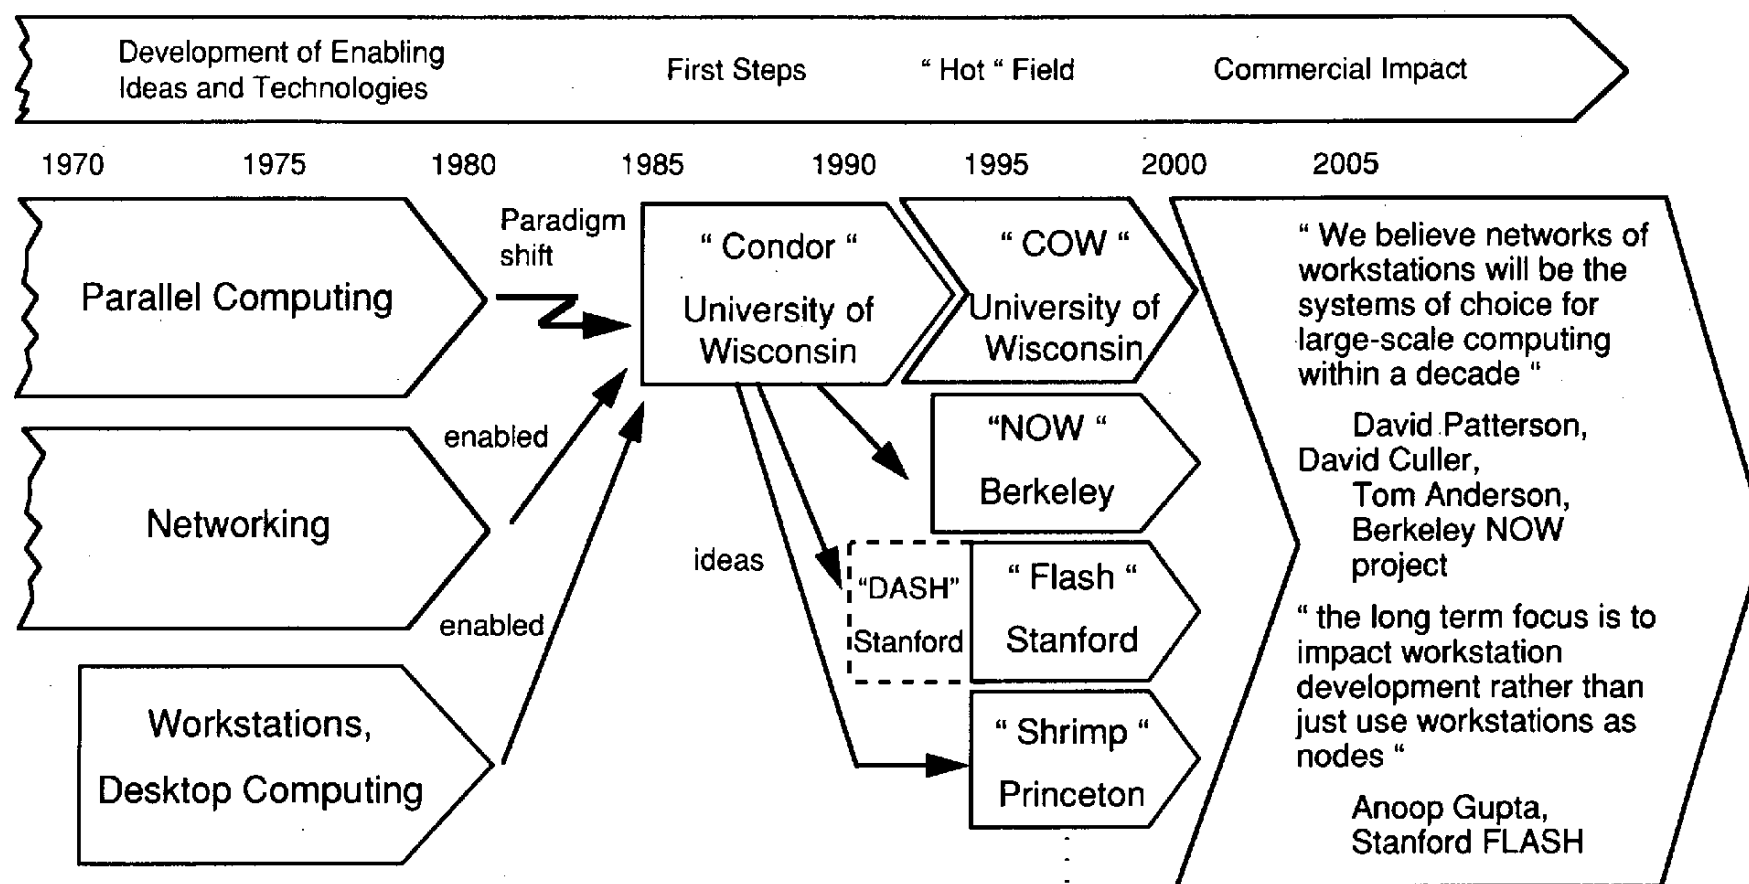 Development of Enabling
Ideas and Technologies
First Steps
“ Hot “ Field
Commercial Impact
1970
1975
1980
1985
1990
1995
2000
2005
Parallel Computing
Paradigm
shift
“ Condor “
University of
Wisconsin
“ COW “
University of
Wisconsin
“NOW “
Berkeley
Networking
enabled
enabled
ideas
“DASH”
Stanford
“ Flash “
Stanford
Workstations,
Desktop Computing
“ Shrimp “
Princeton
“ We believe networks of
workstations will be the
systems of choice for
large-scale computing
within a decade “
David Patterson,
David Culler,
Tom Anderson,
Berkeley NOW
project
“ the long term focus is to
impact workstation
development rather than
just use workstations as
nodes “
Anoop Gupta,
Stanford FLASH